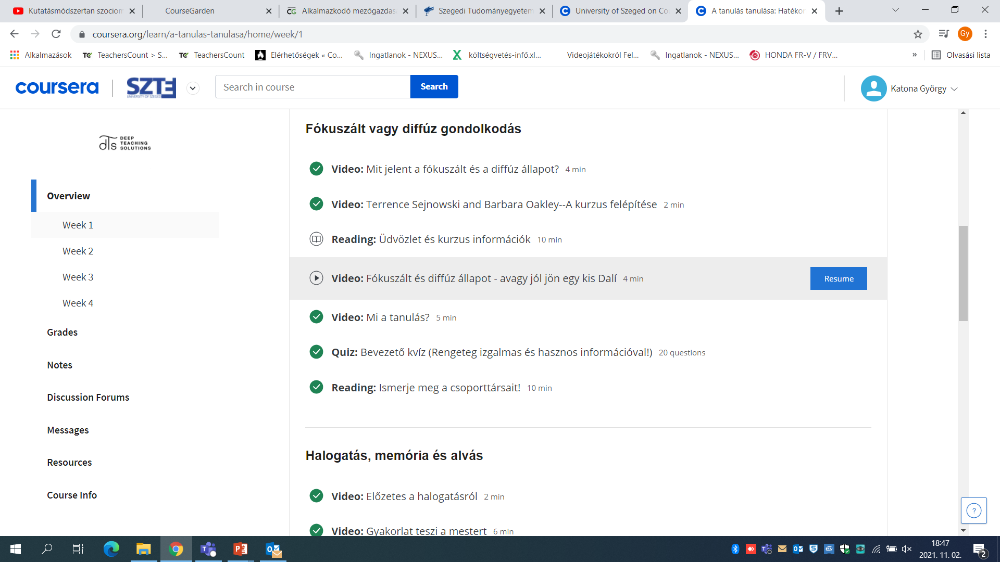 Kutatásmódszertan szociom
CourseGarden
Alkalmazkodó mezőgazdasá
Szegedi Tudományegyetem
University of Szeged on Co
A tanulás tanulása: Hatékon
coursera.org/learn/a-tanulas-tanulasa/home/week/1
Gy
Alkalmazások
TeachersCount > S...
TeachersCount
Elérhetőségek « Co...
Ingatlanok - NEXUS...
költségvetés-infó.xl...
Videojátékokról Fel...
Ingatlanok - NEXUS...
HONDA FR-V / FRV...
»
Olvasási lista
coursera
SZTE
UNIVERSITY OF SZEGED
Search in course
Search
Katona György
dTs DEEP
TEACHING
SOLUTIONS
Overview
Week 1
Week 2
Week 3
Week 4
Grades
Notes
Discussion Forums
Messages
Resources
Course Info
Fókuszált vagy diffúz gondolkodás
Video: Mit jelent a fókuszált és a diffúz állapot? 4 min
Video: Terrence Sejnowski and Barbara Oakley--A kurzus felépítése 2 min
Reading: Üdvözlet és kurzus információk 10 min
Video: Fókuszált és diffúz állapot - avagy jól jön egy kis Dalí 4 min
Resume
Video: Mi a tanulás? 5 min
Quiz: Bevezető kvíz (Rengeteg izgalmas és hasznos információval!) 20 questions
Reading: Ismerje meg a csoporttársait! 10 min
Halogatás, memória és alvás
Video: Előzetes a halogatásról 2 min
Video: Gyakorlat teszi a mestert 6 min
?
18:47
2021. 11. 02.
2